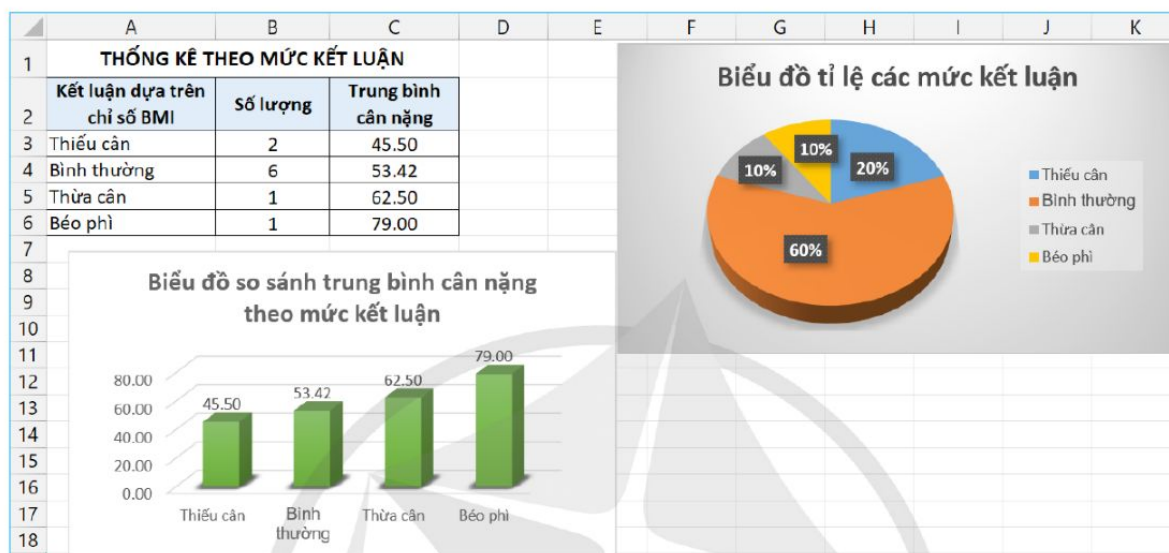 A B C D E F G H I J K
1 THỐNG KÊ THEO MỨC KẾT LUẬN
2 Kết luận dựa trên chỉ số BMI Số lượng Trung bình cân nặng
3 Thiếu cân 2 45.50
4 Bình thường 6 53.42
5 Thừa cân 1 62.50
6 Béo phì 1 79.00
7
8
9
10
11
12
13
14
15
16
17
18
Biểu đồ so sánh trung bình cân nặng
theo mức kết luận
80.00
60.00
40.00
20.00
0.00
45.50
53.42
62.50
79.00
Thiếu cân
Bình
thường
Thừa cân
Béo phì
Biểu đồ tỉ lệ các mức kết luận
10%
10%
20%
60%
Thiếu cân
Bình thường
Thừa cân
Béo phì